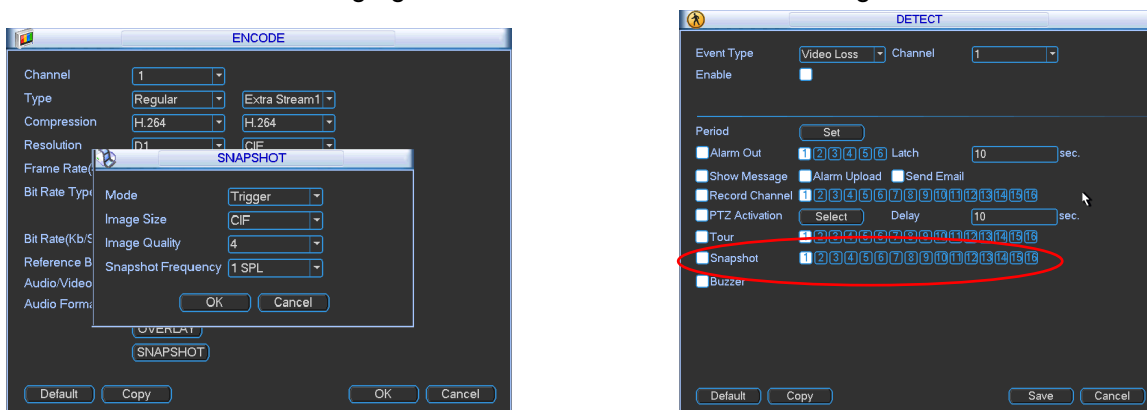 ENCODE
Channel 1
Type Regular Extra Stream1
Compression H.264 H.264
Resolution D1 CIF
Frame Rate(
Bit Rate Type
Bit Rate(Kb/S
Reference B
Audio/Video
Audio Forma
SNAPSHOT
Mode Trigger
Image Size CIF
Image Quality 4
Snapshot Frequency 1 SPL
OK Cancel
OVERLAY
SNAPSHOT
Default Copy OK Cancel
DETECT
Event Type Video Loss Channel 1
Enable
Period Set
Alarm Out 1 2 3 4 5 6 Latch 10 sec.
Show Message Alarm Upload Send Email
Record Channel 1 2 3 4 5 6 7 8 9 10 11 12 13 14 15 16
PTZ Activation Select Delay 10 sec.
Tour 1 2 3 4 5 6 7 8 9 10 11 12 13 14 15 16
Snapshot 1 2 3 4 5 6 7 8 9 10 11 12 13 14 15 16
Buzzer
Default Copy Save Cancel